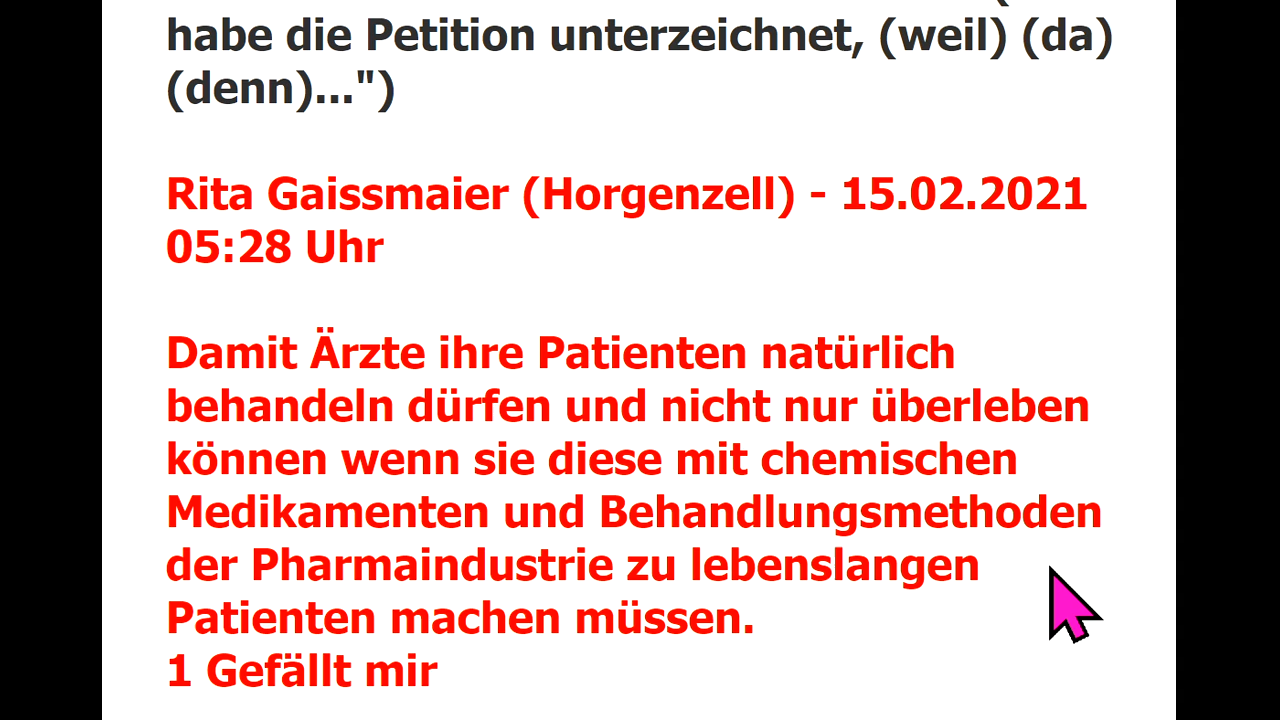 habe die Petition unterzeichnet, (weil) (da)
(denn)...")
Rita Gaissmaier (Horgenzell) - 15.02.2021
05:28 Uhr
Damit Ärzte ihre Patienten natürlich
behandeln dürfen und nicht nur überleben
können wenn sie diese mit chemischen
Medikamenten und Behandlungsmethoden
der Pharmaindustrie zu lebenslangen
Patienten machen müssen.
1 Gefällt mir